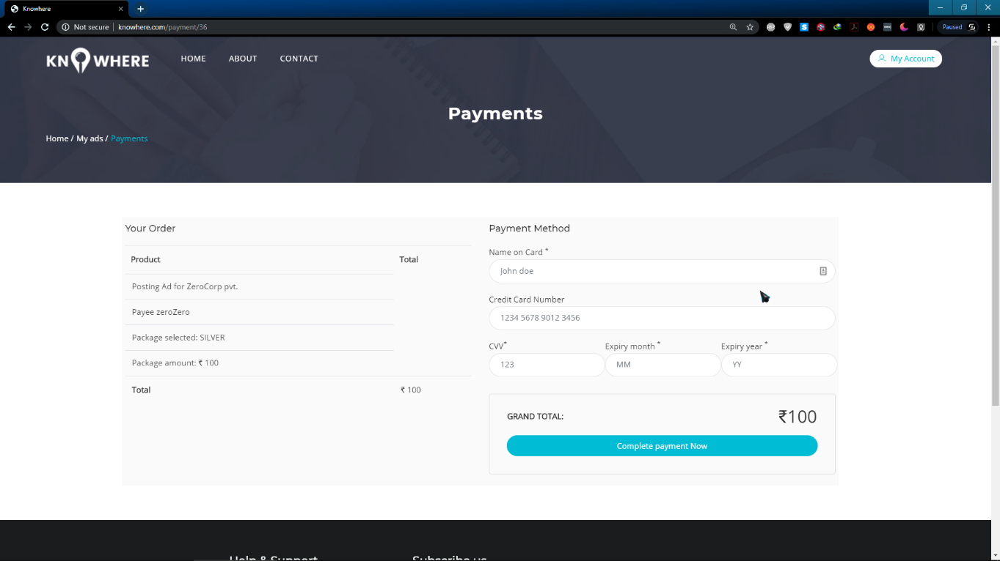 Knowhere
Not secure | knowhere.com/payment/36
Paused
KNOWHERE
HOME ABOUT CONTACT
My Account
Payments
Home / My ads / Payments
Your Order
Product Total
Posting Ad for ZeroCorp pvt.
Payee zeroZero
Package selected: SILVER
Package amount: ₹ 100
Total ₹ 100
Payment Method
Name on Card *
John doe
Credit Card Number
1234 5678 9012 3456
CVV* Expiry month * Expiry year *
123 MM YY
GRAND TOTAL: ₹100
Complete payment Now
Help & Support Subscribe us